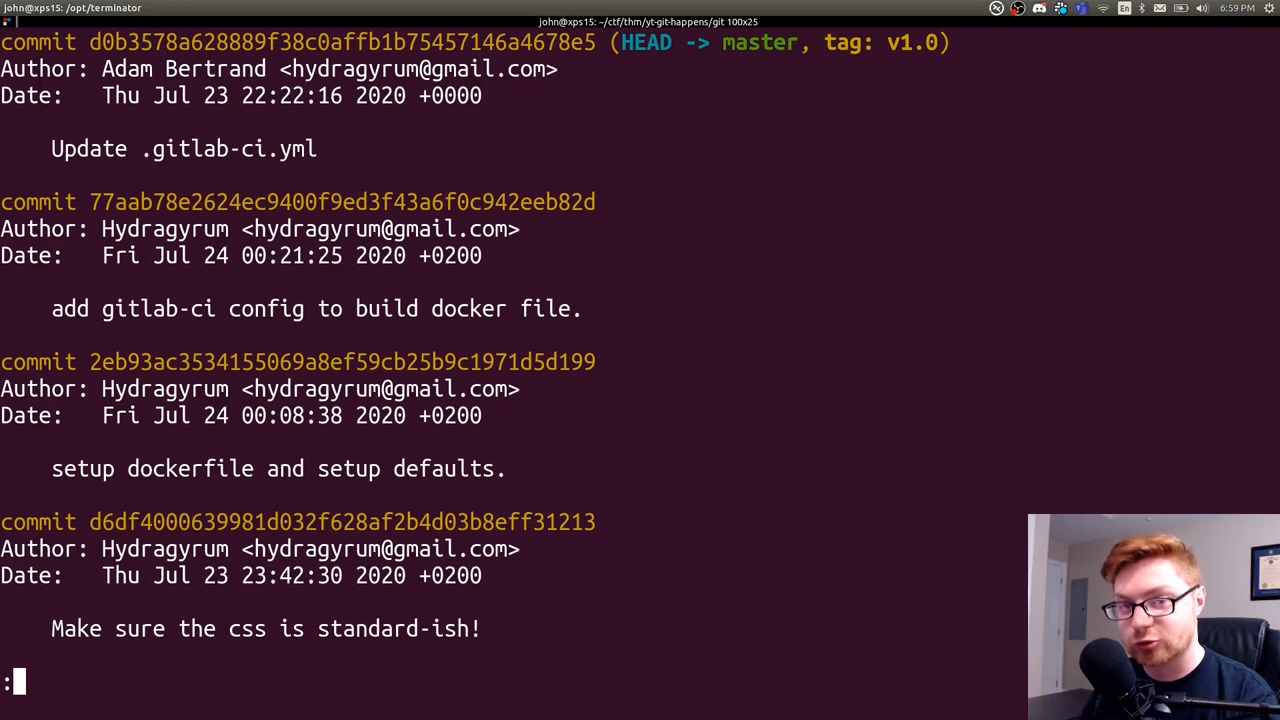 john@xps15: /opt/terminator
En
6:59 PM
john@xps15: ~/ctf/thm/yt-git-happens/git 100x25
commit d0b3578a628889f38c0affb1b75457146a4678e5 (HEAD -> master, tag: v1.0)
Author: Adam Bertrand <hydragyrum@gmail.com>
Date:   Thu Jul 23 22:22:16 2020 +0000
Update .gitlab-ci.yml
commit 77aab78e2624ec9400f9ed3f43a6f0c942eeb82d
Author: Hydragyrum <hydragyrum@gmail.com>
Date:   Fri Jul 24 00:21:25 2020 +0200
add gitlab-ci config to build docker file.
commit 2eb93ac3534155069a8ef59cb25b9c1971d5d199
Author: Hydragyrum <hydragyrum@gmail.com>
Date:   Fri Jul 24 00:08:38 2020 +0200
setup dockerfile and setup defaults.
commit d6df4000639981d032f628af2b4d03b8eff31213
Author: Hydragyrum <hydragyrum@gmail.com>
Date:   Thu Jul 23 23:42:30 2020 +0200
Make sure the css is standard-ish!
: